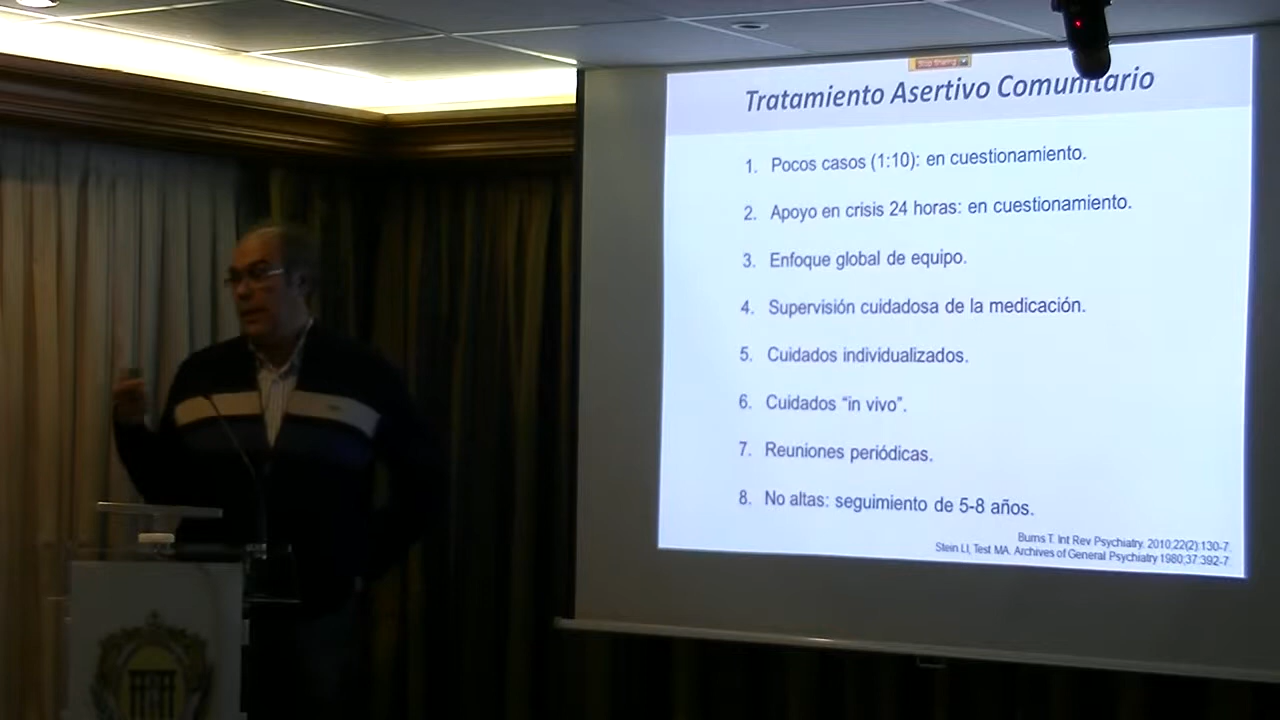 Stop Sharing
Tratamiento Asertivo Comunitario
1. Pocos casos (1:10): en cuestionamiento.
2. Apoyo en crisis 24 horas: en cuestionamiento.
3. Enfoque global de equipo.
4. Supervisión cuidadosa de la medicación.
5. Cuidados individualizados.
6. Cuidados “in vivo”.
7. Reuniones periódicas.
8. No altas: seguimiento de 5-8 años.
Burns T. Int Rev Psychiatry. 2010;22(2):130-7.
Stein LI, Test MA. Archives of General Psychiatry 1980;37:392-7.